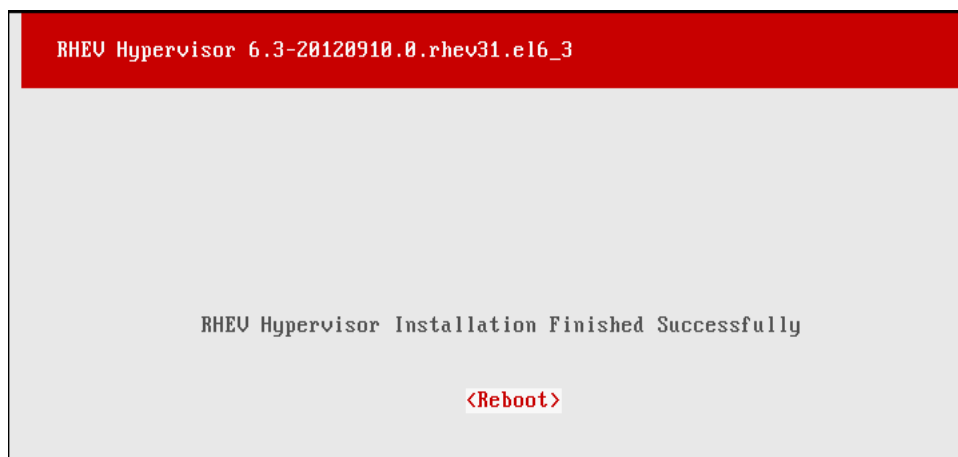 RHEV Hypervisor 6.3-20120910.0.rhev31.el6_3
RHEV Hypervisor Installation Finished Successfully
<Reboot>